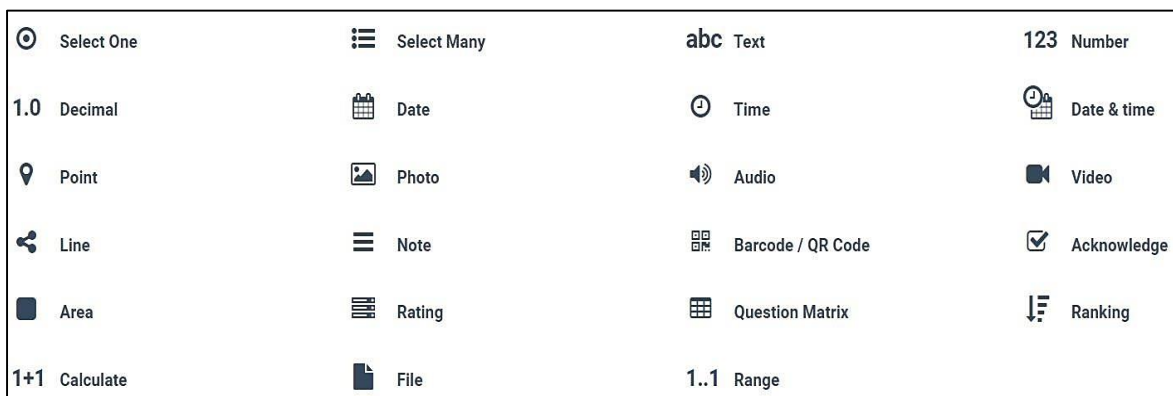 Select One Select Many abc Text 123 Number
1.0 Decimal Date Time Date & time
Point Photo Audio Video
Line Note Barcode / QR Code Acknowledge
Area Rating Question Matrix Ranking
1+1 Calculate File 1..1 Range